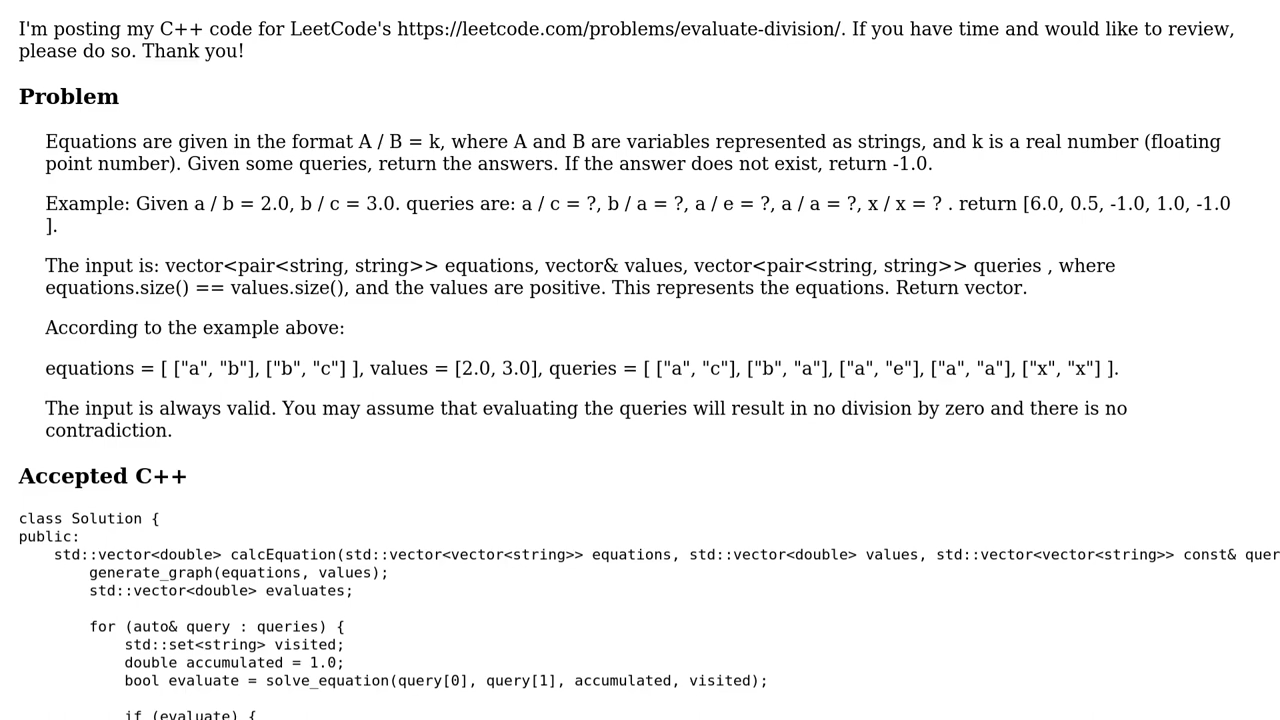 I'm posting my C++ code for LeetCode's https://leetcode.com/problems/evaluate-division/. If you have time and would like to review,
please do so. Thank you!
Problem
Equations are given in the format A / B = k, where A and B are variables represented as strings, and k is a real number (floating
point number). Given some queries, return the answers. If the answer does not exist, return -1.0.
Example: Given a / b = 2.0, b / c = 3.0. queries are: a / c = ?, b / a = ?, a / e = ?, a / a = ?, x / x = ? . return [6.0, 0.5, -1.0, 1.0, -1.0
].
The input is: vector<pair<string, string>> equations, vector& values, vector<pair<string, string>> queries , where
equations.size() == values.size(), and the values are positive. This represents the equations. Return vector.
According to the example above:
equations = [ ["a", "b"], ["b", "c"] ], values = [2.0, 3.0], queries = [ ["a", "c"], ["b", "a"], ["a", "e"], ["a", "a"], ["x", "x"] ].
The input is always valid. You may assume that evaluating the queries will result in no division by zero and there is no
contradiction.
Accepted C++
class Solution {
public:
    std::vector<double> calcEquation(std::vector<vector<string>> equations, std::vector<double> values, std::vector<vector<string>> const& quer
        generate_graph(equations, values);
        std::vector<double> evaluates;
        for (auto& query : queries) {
            std::set<string> visited;
            double accumulated = 1.0;
            bool evaluate = solve_equation(query[0], query[1], accumulated, visited);
            if (evaluate) {